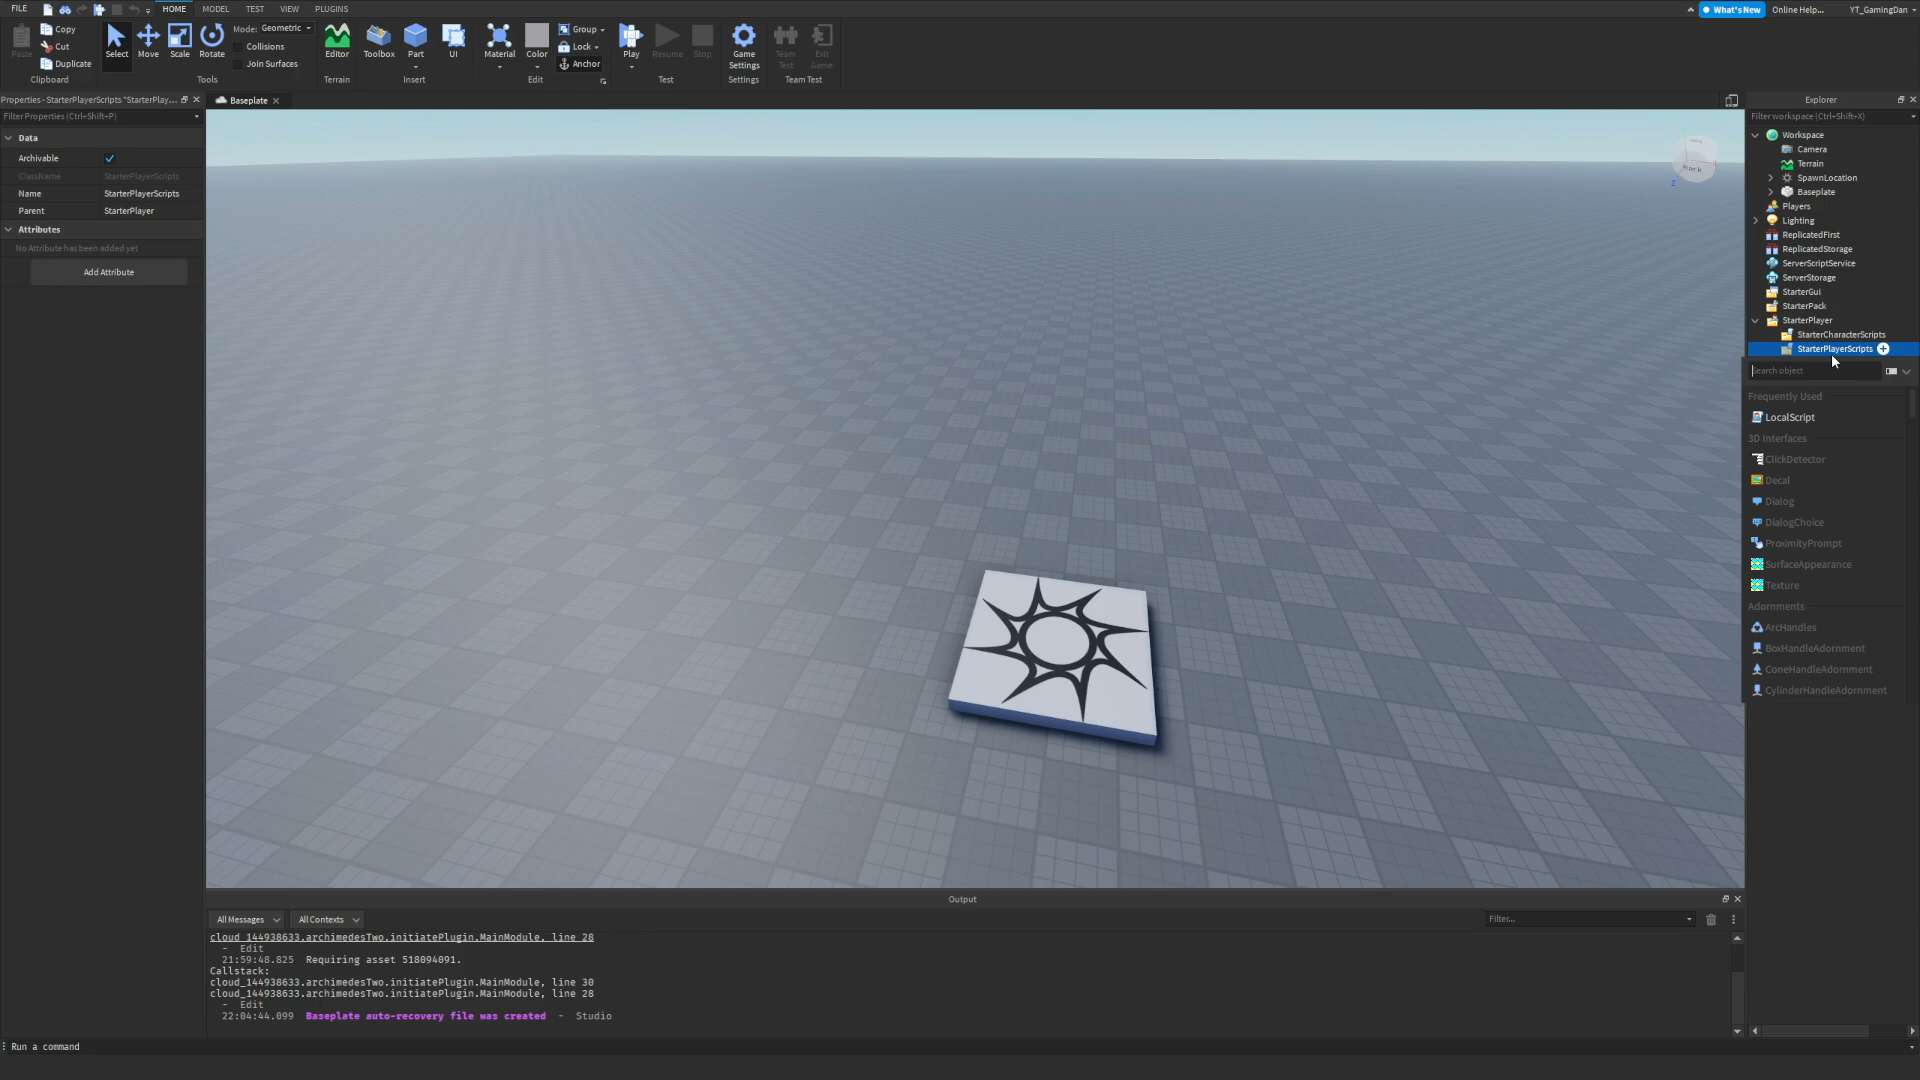 FILE
HOME
MODEL
TEST
VIEW
PLUGINS
What's New
Online Help...
YT_GamingDan
Paste
Copy
Cut
Duplicate
Clipboard
Select
Move
Scale
Rotate
Mode: Geometric
Collisions
Join Surfaces
Tools
Editor
Terrain
Toolbox
Part
UI
Insert
Material
Color
Group
Lock
Anchor
Edit
Play
Resume
Stop
Test
Game
Settings
Settings
Team
Test
Exit
Game
Team Test
Properties - StarterPlayerScripts "StarterPlay...
Filter Properties (Ctrl+Shift+P)
Data
Archivable
ClassName StarterPlayerScripts
Name StarterPlayerScripts
Parent StarterPlayer
Attributes
No Attribute has been added yet
Add Attribute
Baseplate
Back
Z
Explorer
Filter workspace (Ctrl+Shift+X)
Workspace
Camera
Terrain
SpawnLocation
Baseplate
Players
Lighting
ReplicatedFirst
ReplicatedStorage
ServerScriptService
ServerStorage
StarterGui
StarterPack
StarterPlayer
StarterCharacterScripts
StarterPlayerScripts
Search object
Frequently Used
LocalScript
3D Interfaces
ClickDetector
Decal
Dialog
DialogChoice
ProximityPrompt
SurfaceAppearance
Texture
Adornments
ArcHandles
BoxHandleAdornment
ConeHandleAdornment
CylinderHandleAdornment
Output
All Messages
All Contexts
Filter...
cloud_144938633.archimedesTwo.initiatePlugin.MainModule, line 28
- Edit
21:59:48.825 Requiring asset 518094091.
Callstack:
cloud_144938633.archimedesTwo.initiatePlugin.MainModule, line 30
cloud_144938633.archimedesTwo.initiatePlugin.MainModule, line 28
- Edit
22:04:44.099 Baseplate auto-recovery file was created - Studio
Run a command